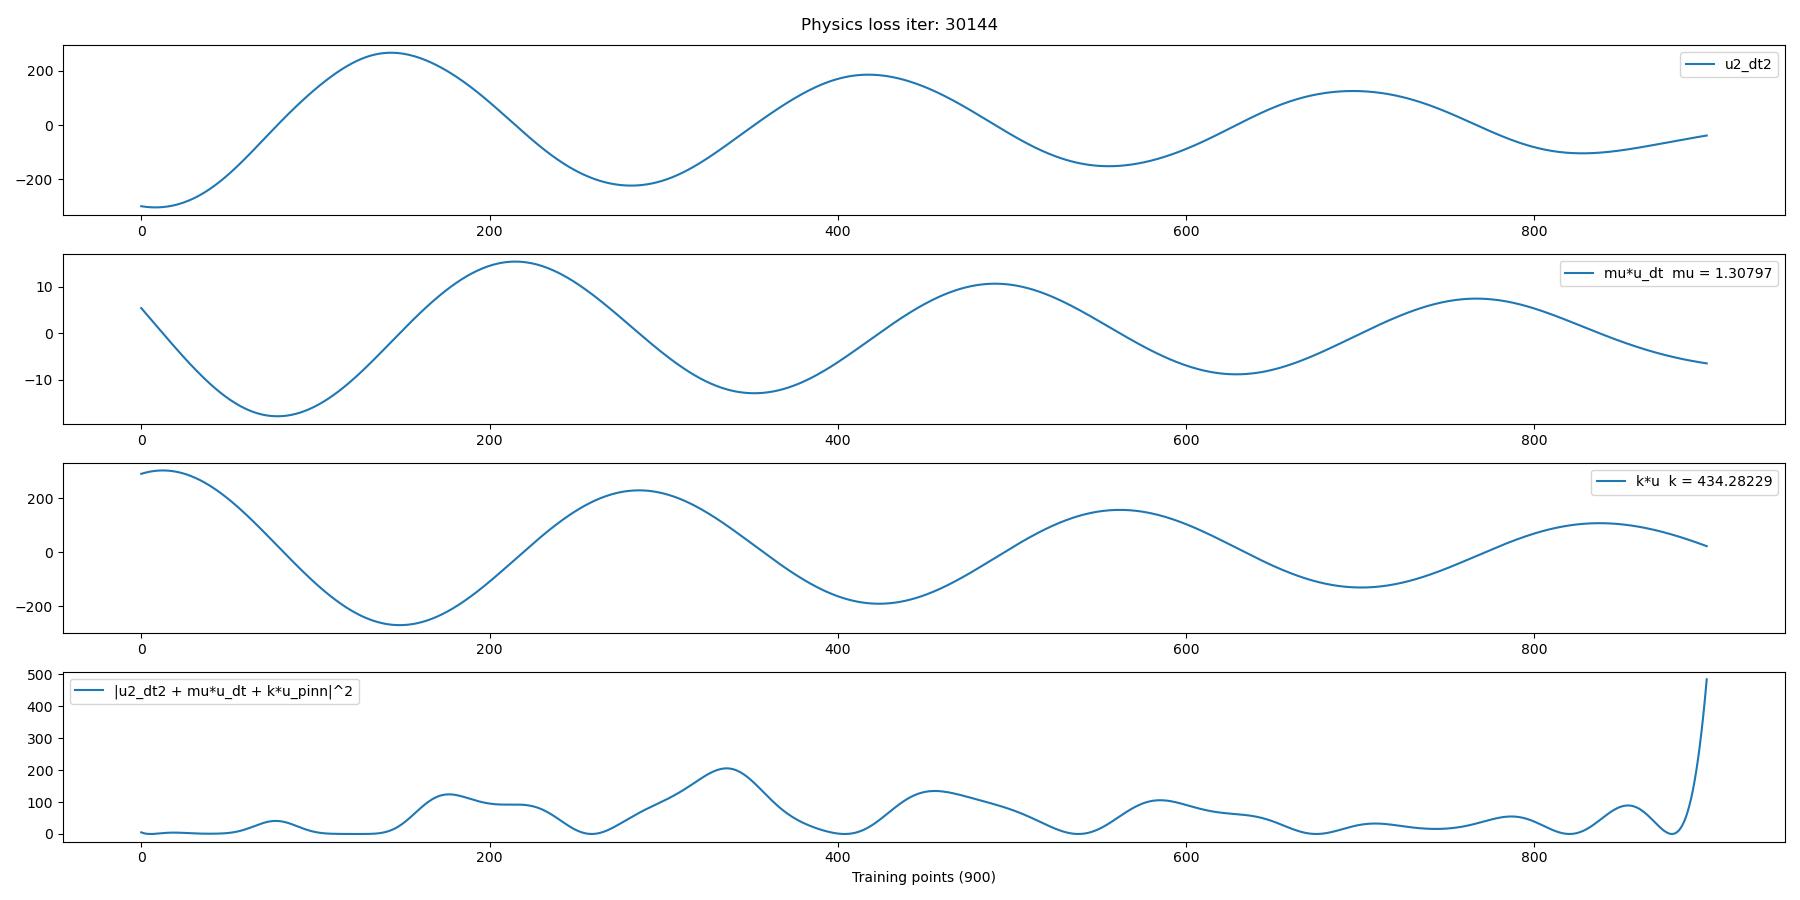 Physics loss iter: 30144
200
0
−200
u2_dt2
0 200 400 600 800
10
0
−10
mu*u_dt  mu = 1.30797
0 200 400 600 800
200
0
−200
k*u  k = 434.28229
0 200 400 600 800
500
400
300
200
100
0
|u2_dt2 + mu*u_dt + k*u_pinn|^2
0 200 400 600 800
Training points (900)